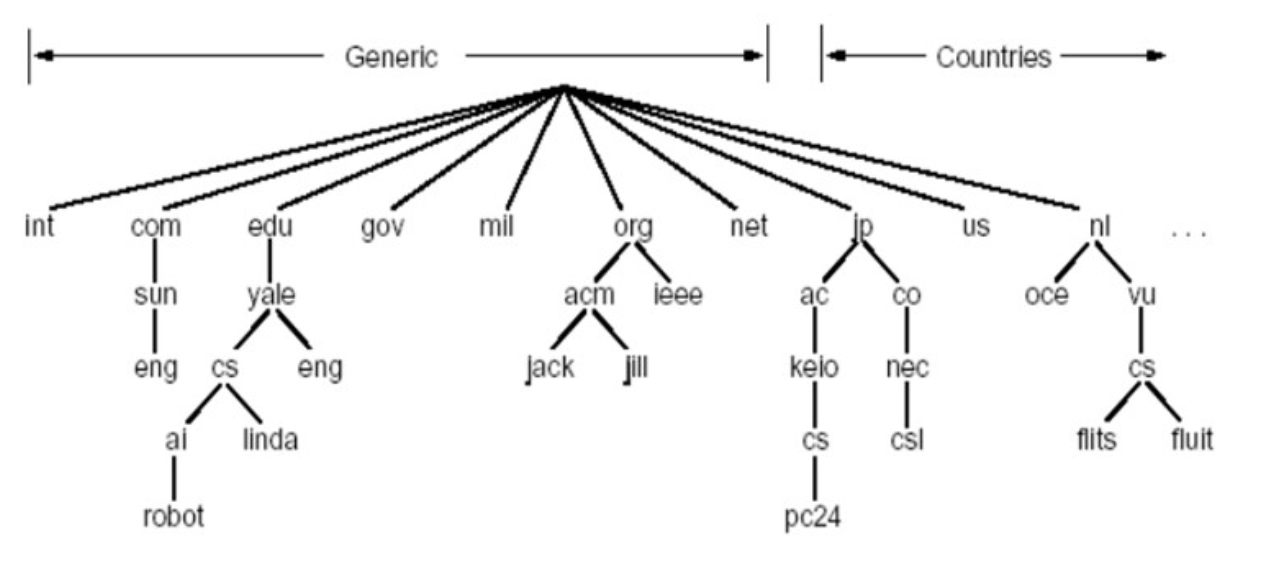 Generic Countries
int com edu gov mil org net jp us nl ...
sun yale acm ieee ac co oce vu
eng cs eng jack jill keio nec cs
ai linda cs csl flits fluit
robot pc24